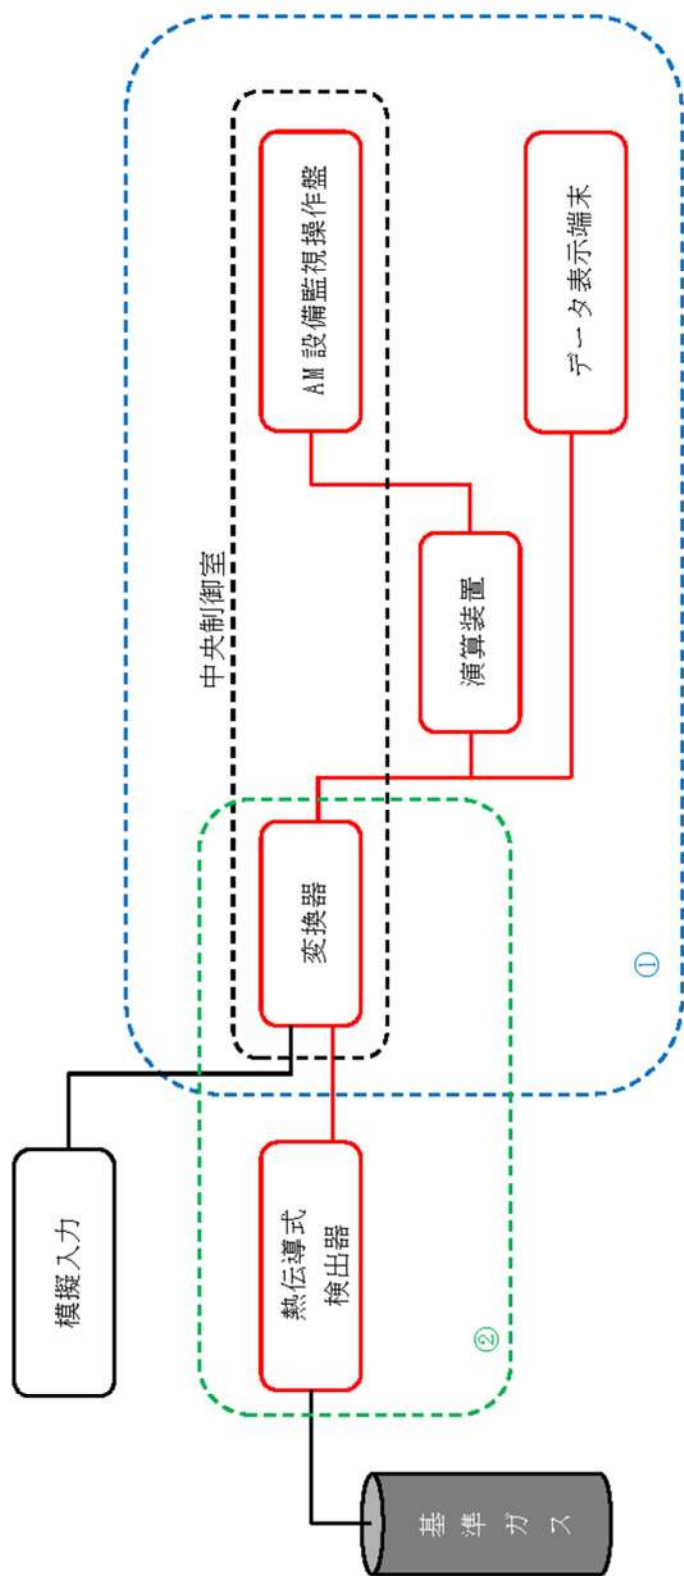 模擬入力
中央制御室
基準ガス
熱伝導式
検出器
変換器
AM 設備監視操作盤
演算装置
データ表示端末
②
①